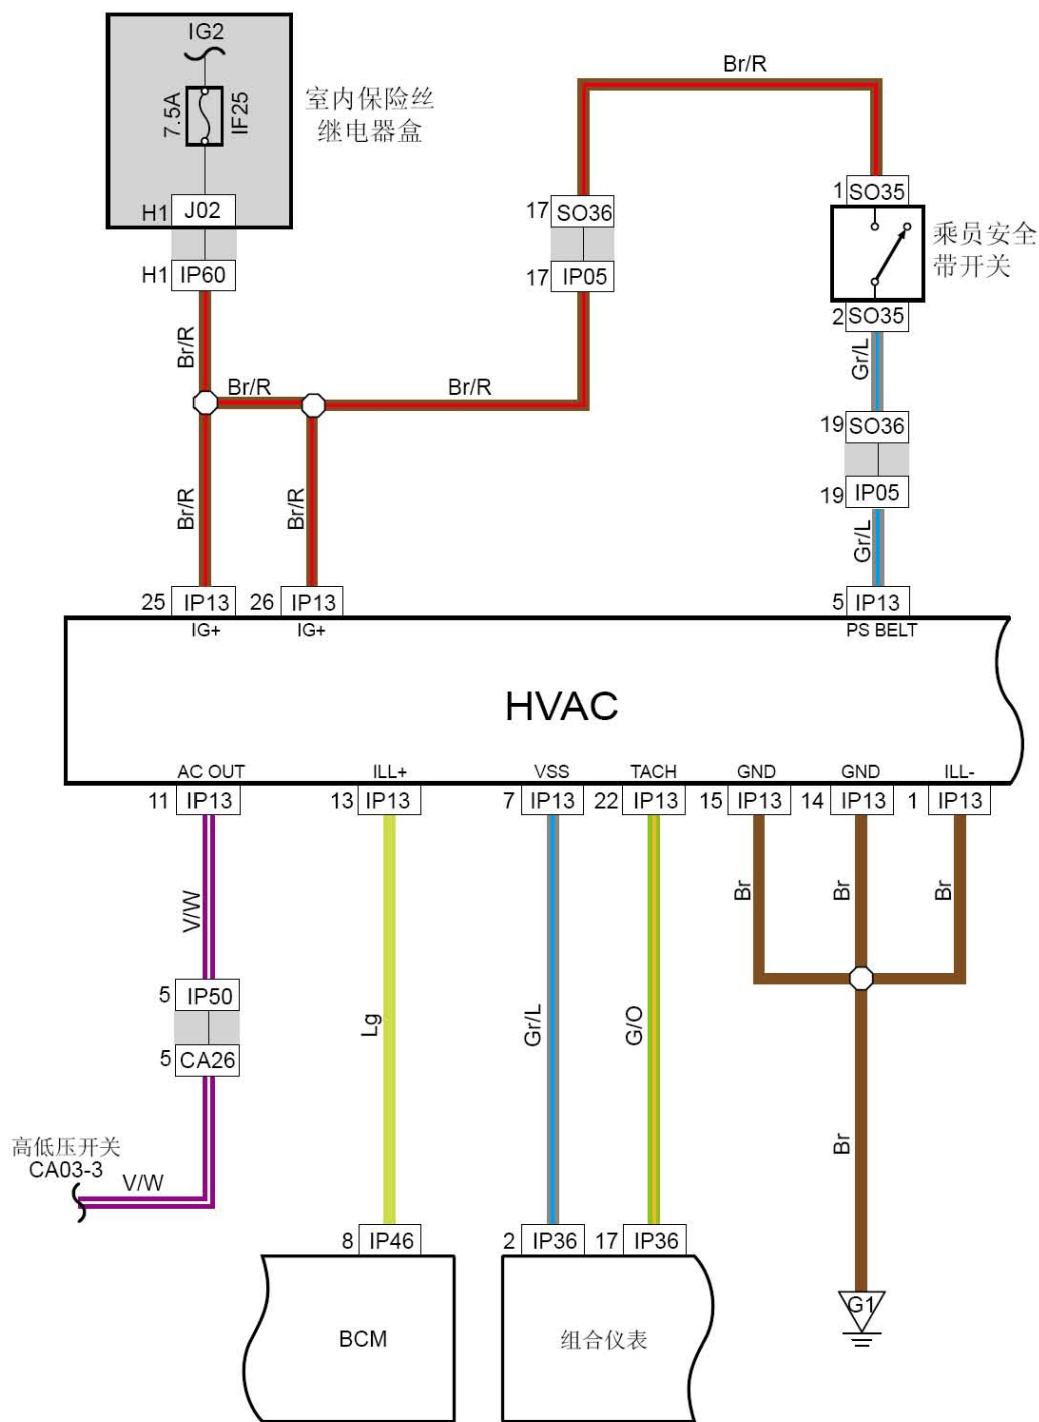 IG2
7.5A
IF25
室内保险丝
继电器盒
H1 J02
H1 IP60
Br/R
Br/R
Br/R
Br/R
17 SO36
17 IP05
1 SO35
乘员安全
带开关
2 SO35
Gr/L
19 SO36
19 IP05
Gr/L
Br/R
Br/R
25 IP13
26 IP13
5 IP13
IG+
IG+
PS BELT
HVAC
AC OUT
ILL+
VSS
TACH
GND
GND
ILL-
11 IP13
13 IP13
7 IP13
22 IP13
15 IP13
14 IP13
1 IP13
V/W
Br
Br
Br
5 IP50
5 CA26
Lg
Gr/L
G/O
高低压开关
CA03-3
V/W
Br
8 IP46
2 IP36
17 IP36
G1
BCM
组合仪表